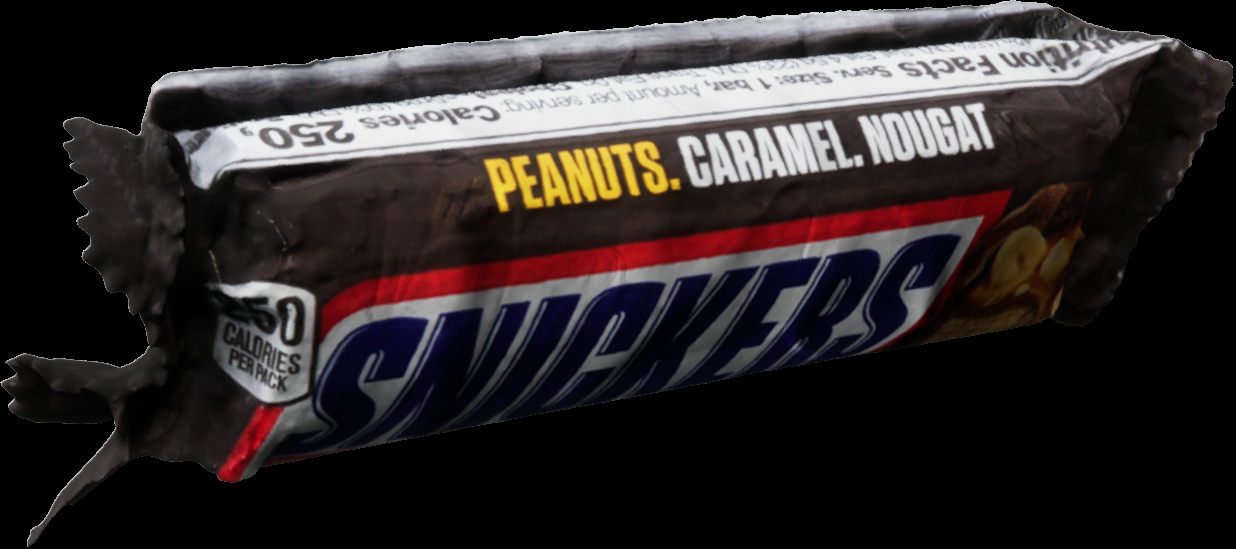 Nutrition Facts Serv. Size: 1 bar, Amount per serving: Calories 250,
PEANUTS. CARAMEL. NOUGAT
SNICKERS
250
CALORIES
PER PACK